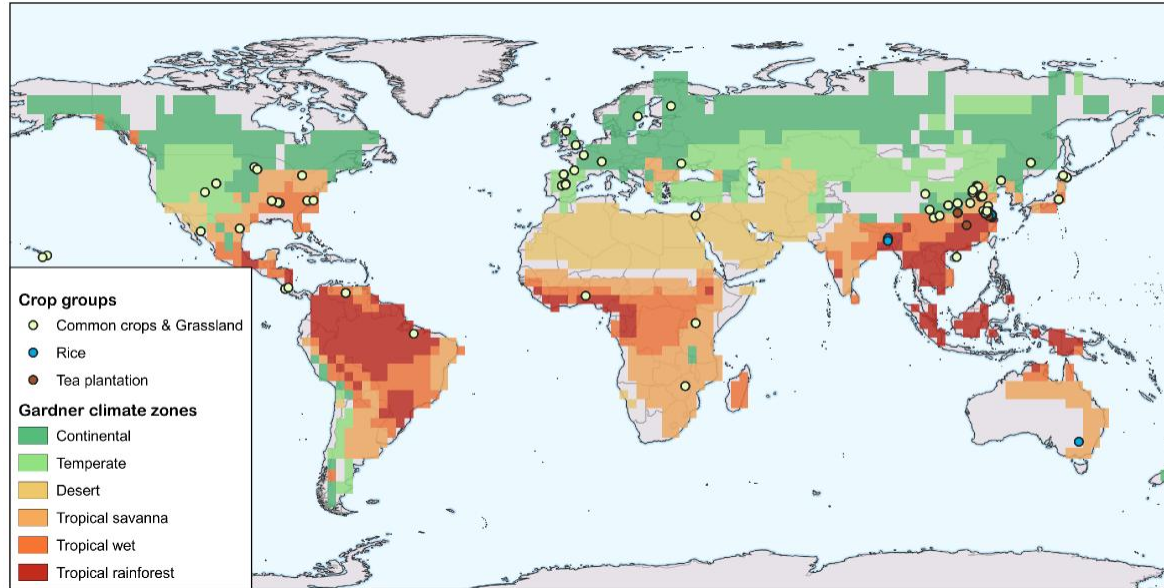 Crop groups
Common crops & Grassland
Rice
Tea plantation
Gardner climate zones
Continental
Temperate
Desert
Tropical savanna
Tropical wet
Tropical rainforest